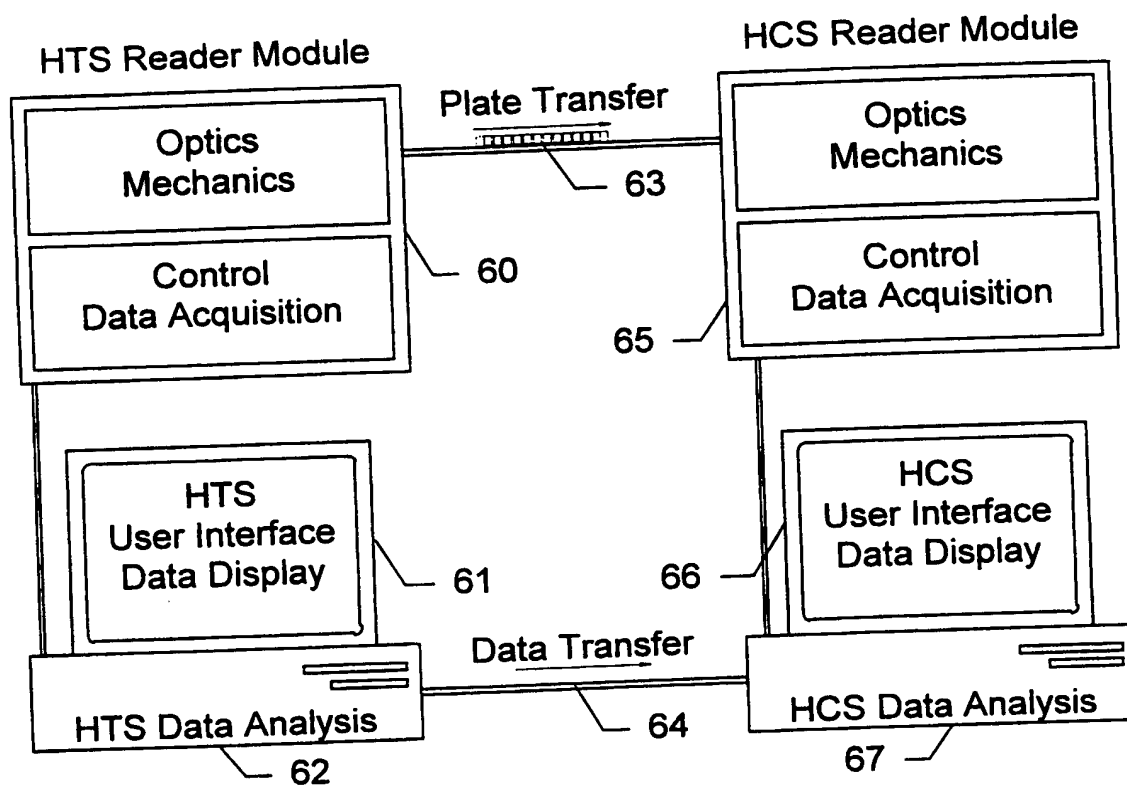 HTS Reader Module
HCS Reader Module
Plate Transfer
Optics
Mechanics
Control
Data Acquisition
60
63
Optics
Mechanics
Control
Data Acquisition
65
HTS
User Interface
Data Display
61
HCS
User Interface
Data Display
66
Data Transfer
64
HTS Data Analysis
62
HCS Data Analysis
67